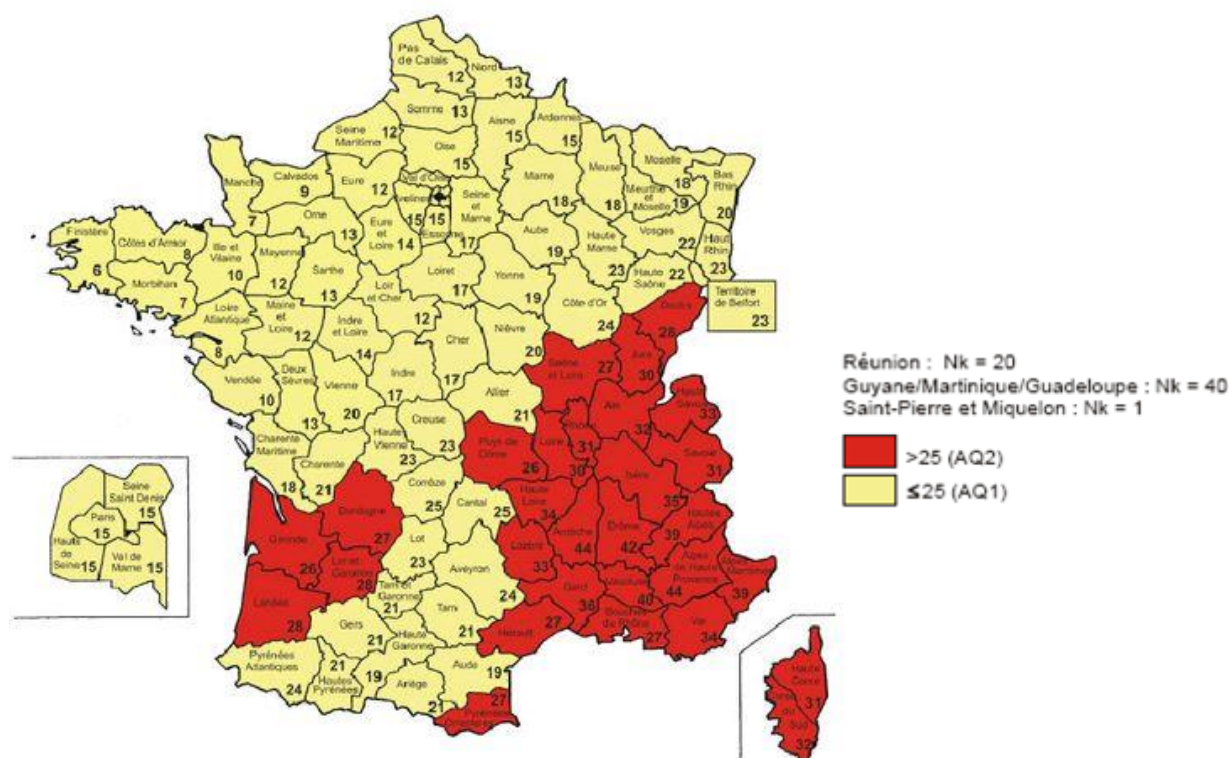 Pas
de Calais
12
Nord
13
Somme
13
Seine
Maritime
12
Oise
15
Aisne
15
Ardennes
15
Val d'Oise
Manche
7
Calvados
9
Eure
12
Yvelines
15
15
Essonne
Seine
et
Marne
17
Marne
18
Meuse
18
Moselle
18
Meurthe
et
Moselle
19
Bas
Rhin
20
Orne
13
Eure
et
Loire
14
Aube
19
Haute
Marne
23
Vosges
22
Haut
Rhin
23
Finistère
6
Côtes d'Armor
8
Ille et
Vilaine
10
Mayenne
12
Sarthe
13
Loir
et Cher
12
Loiret
17
Yonne
19
Côte d'Or
24
Haute
Saône
22
Territoire
de Belfort
23
Morbihan
7
Loire
Atlantique
8
Maine
et
Loire
12
Indre
et Loire
14
Cher
17
Nièvre
20
Doubs
28
Jura
30
Vendée
10
Deux
Sèvres
13
Vienne
20
Indre
17
Allier
21
Saône
et Loire
27
Ain
32
Haute
Savoie
33
Charente
Maritime
18
Charente
21
Haute
Vienne
23
Creuse
23
Puys de
Dôme
26
Loire
30
Rhône
31
Isère
35
Savoie
31
Corrèze
25
Cantal
25
Haute
Loire
34
Dordogne
27
Gironde
26
Lot et
Garonne
28
Lot
23
Aveyron
24
Lozère
33
Ardèche
44
Drôme
42
Hautes
Alpes
39
Landes
28
Tarn et
Garonne
21
Tarn
21
Gard
36
Vaucluse
40
Alpes
de Haute
Provence
44
Alpes
Maritimes
39
Gers
21
Haute
Garonne
19
Hérault
27
Bouches
de Rhône
27
Var
34
Pyrénées
Atlantiques
24
21
Hautes
Pyrénées
Ariège
21
Aude
19
27
Pyrénées
Orientales
Seine
Saint Denis
15
Paris
15
Hauts
de
Seine
15
Val de
Marne
15
Haute
Corse
31
Corse
du
Sud
32
Réunion : Nk = 20
Guyane/Martinique/Guadeloupe : Nk = 40
Saint-Pierre et Miquelon : Nk = 1
>25 (AQ2)
≤25 (AQ1)